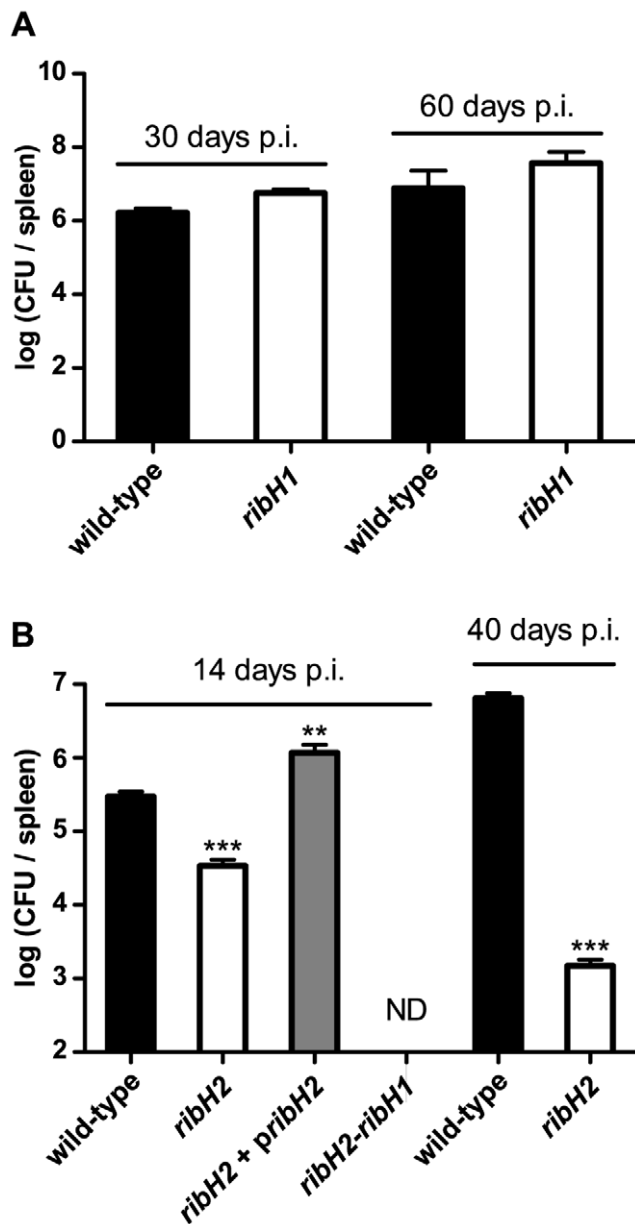 A
log (CFU / spleen)
10
8
6
4
2
0
30 days p.i.
60 days p.i.
wild-type
ribH1
wild-type
ribH1
B
log (CFU / spleen)
7
6
5
4
3
2
14 days p.i.
40 days p.i.
***
**
ND
***
wild-type
ribH2
ribH2 + pribH2
ribH2-ribH1
wild-type
ribH2